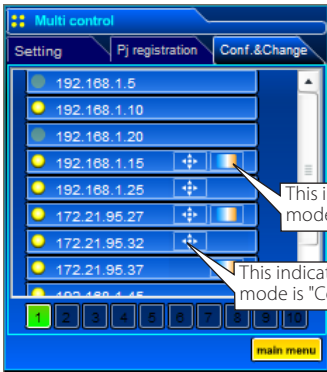 Multi control
Setting Pj registration Conf.&Change
192.168.1.5
192.168.1.10
192.168.1.20
192.168.1.15
192.168.1.25
172.21.95.27
172.21.95.32
172.21.95.37
This i
mode
This indicat
mode is "C
1 2 3 4 5 6 7 8 9 10
main menu